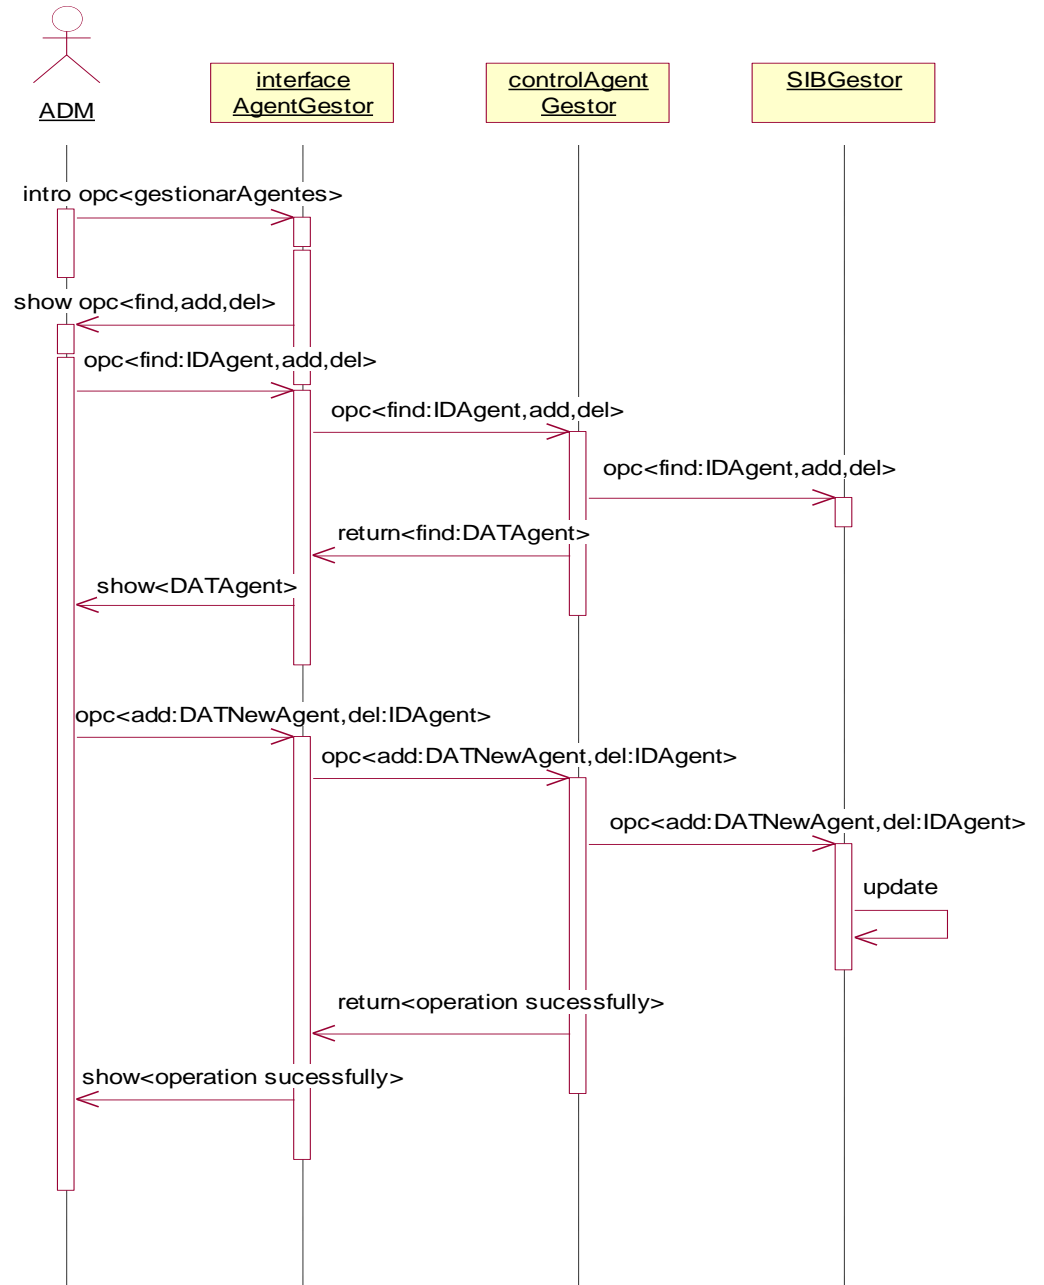 ADM
interface
AgentGestor
controlAgent
Gestor
SIBGestor
intro opc<gestionarAgentes>
show opc<find,add,del>
opc<find:IDAgent,add,del>
opc<find:IDAgent,add,del>
opc<find:IDAgent,add,del>
return<find:DATAgent>
show<DATAgent>
opc<add:DATNewAgent,del:IDAgent>
opc<add:DATNewAgent,del:IDAgent>
opc<add:DATNewAgent,del:IDAgent>
update
return<operation sucessfully>
show<operation sucessfully>